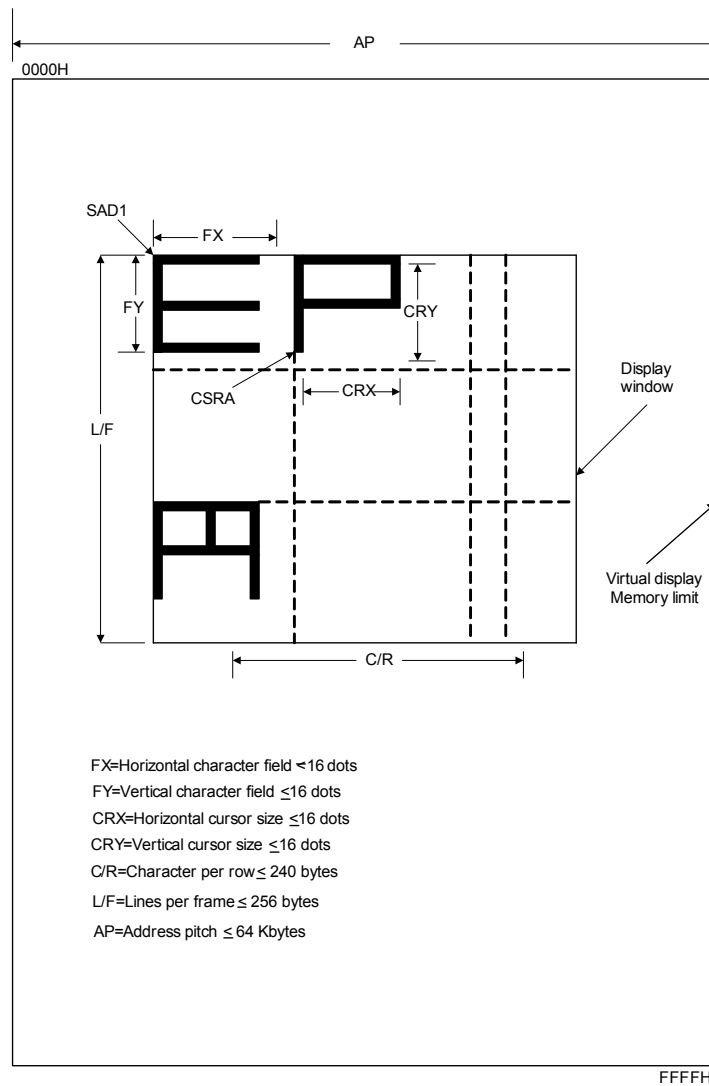 AP
0000H
SAD1
FX
FY
CRY
CSRA
CRX
Display
window
L/F
Virtual display
Memory limit
C/R
FX=Horizontal character field <16 dots
FY=Vertical character field ≤16 dots
CRX=Horizontal cursor size ≤16 dots
CRY=Vertical cursor size ≤16 dots
C/R=Character per row ≤ 240 bytes
L/F=Lines per frame ≤ 256 bytes
AP=Address pitch ≤ 64 Kbytes
FFFFH